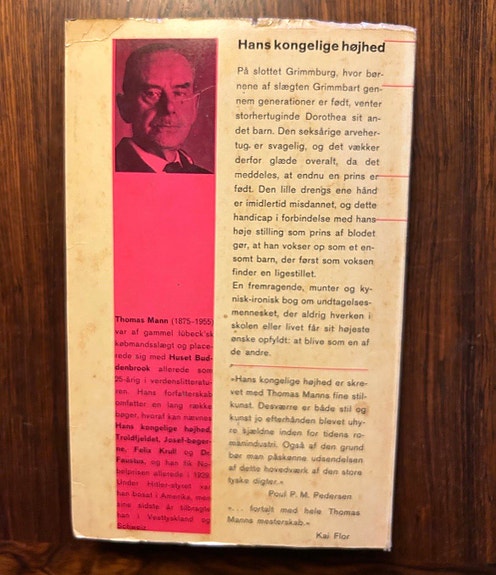 Hans kongelige højhed
På slottet Grimmburg, hvor bør-
nene af slægten Grimmbart gen-
nem generationer er født, venter
storhertuginde Dorothea sit an-
det barn. Den seksårige arveher-
tug er svagelig, og det vækker
derfor glæde overalt, da det
meddeles, at endnu en prins er
født. Den lille drengs ene hånd
er imidlertid misdannet, og dette
handicap i forbindelse med hans
høje stilling som prins af blodet
gør, at han vokser op som et en-
somt barn, der først som voksen
finder en ligestillet.
En fremragende, munter og ky-
nisk-ironisk bog om undtagelses-
mennesket, der aldrig hverken i
skolen eller livet får sit højeste
ønske opfyldt: at blive som en af
de andre.
»Hans kongelige højhed er skre-
vet med Thomas Manns fine stil-
kunst. Desværre er både stil og
kunst jo efterhånden blevet uhy-
re sjældne inden for tidens ro-
manindustri. Også af den grund
bør man påskønne udsendelsen
af dette hovedværk af den store
tyske digter.«
Poul P. M. Pedersen
». . . fortalt med hele Thomas
Manns mesterskab.«
Kai Flor
Thomas Mann (1875-1955)
var af gammel lübeck'sk
købmandsslægt og place-
rede sig med Huset Bud-
denbrook allerede som
25-årig i verdenslitteratu-
ren. Hans forfatterskab
omfatter en lang række
bøger, hvoraf kan nævnes
Hans kongelige højhed,
Troldfjeldet, Josef-bøger-
ne, Felix Krull og Dr.
Faustus, og han fik No-
belprisen allerede i 1929.
Under Hitler-styret var
han bosat i Amerika, men
sine sidste år tilbragte
han i Vesttyskland og
Schweiz